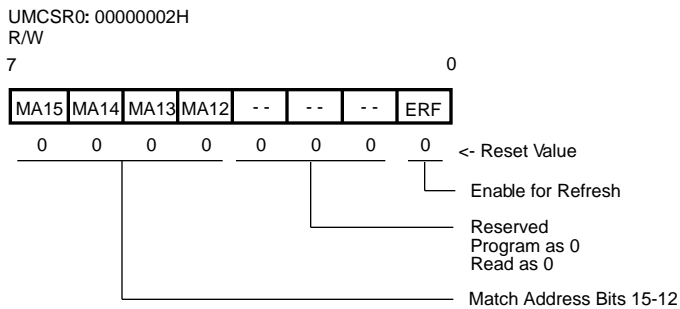 UMCSR0: 00000002H
R/W
7 0
MA15 MA14 MA13 MA12 - - - - - - ERF
0 0 0 0 0 0 0 0 <- Reset Value
Enable for Refresh
Reserved
Program as 0
Read as 0
Match Address Bits 15-12